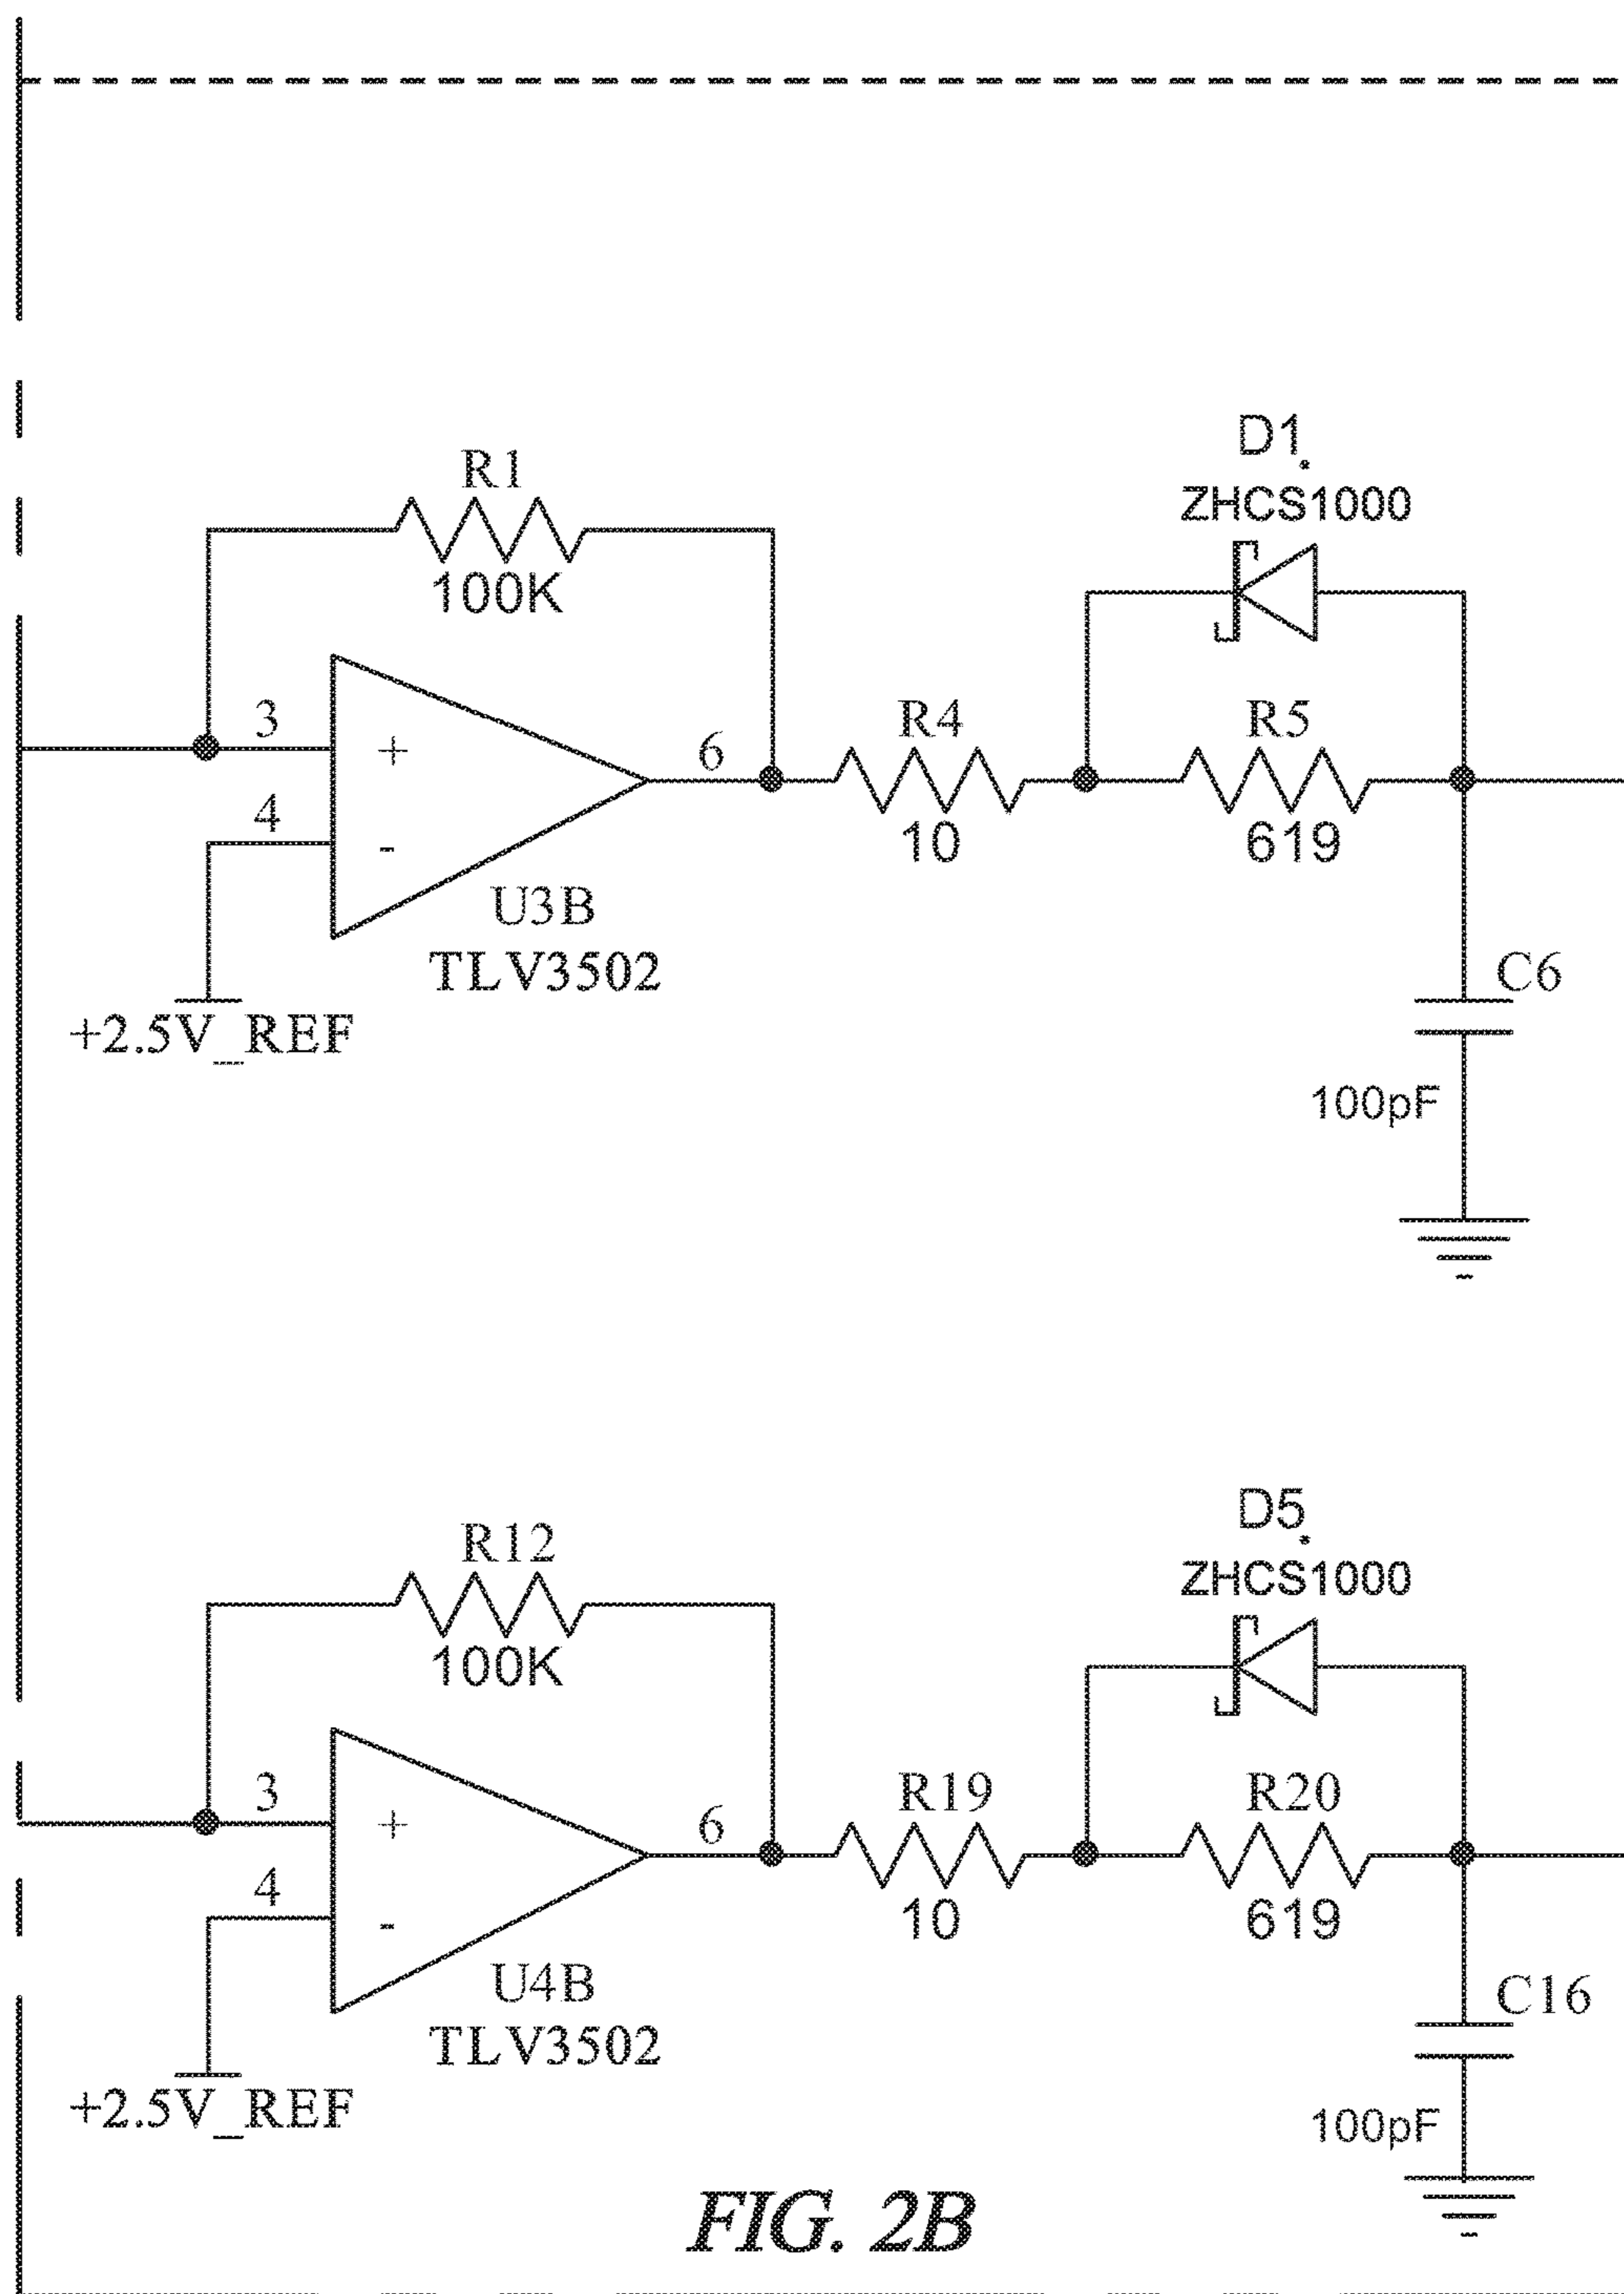 D1
ZHCS1000
R1
100K
3
+
4
-
6
R4
10
R5
619
U3B
TLV3502
+2.5V_REF
C6
100pF
D5
ZHCS1000
R12
100K
3
+
4
-
6
R19
10
R20
619
U4B
TLV3502
+2.5V_REF
C16
100pF
FIG. 2B